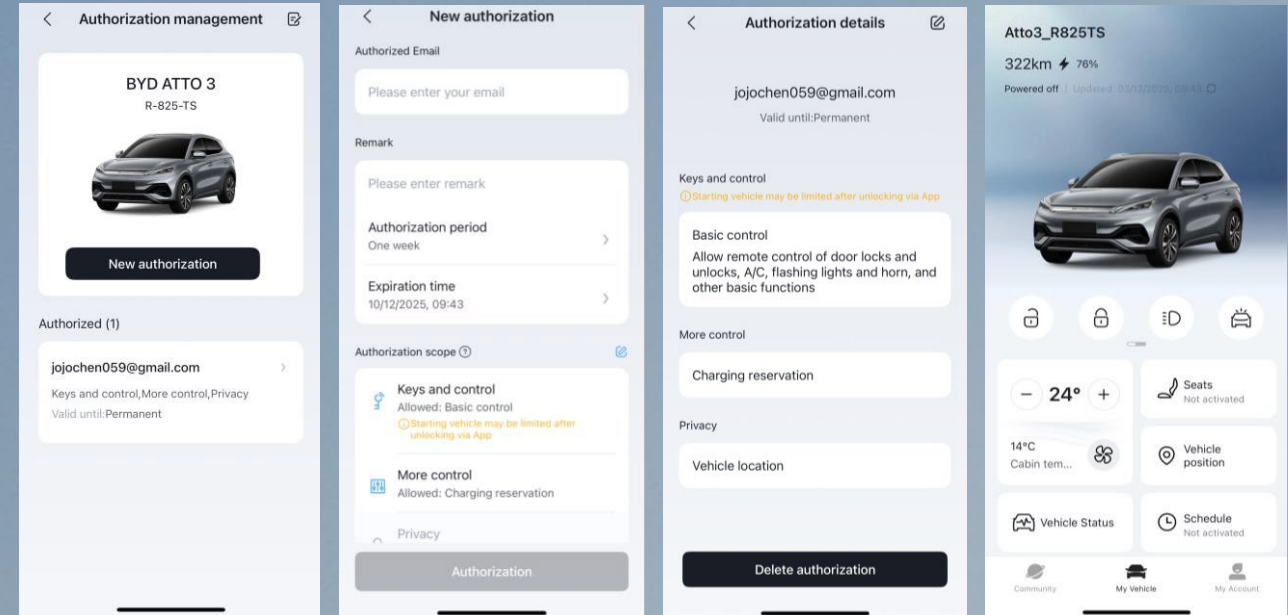 Authorization management
BYD ATTO 3
R-825-TS
New authorization
Authorized (1)
jojochen059@gmail.com
Keys and control,More control,Privacy
Valid until:Permanent
New authorization
Authorized Email
Please enter your email
Remark
Please enter remark
Authorization period
One week
Expiration time
10/12/2025, 09:43
Authorization scope
Keys and control
Allowed: Basic control
Starting vehicle may be limited after
unlocking via App
More control
Allowed: Charging reservation
Privacy
Authorization
Authorization details
jojochen059@gmail.com
Valid until:Permanent
Keys and control
Starting vehicle may be limited after unlocking via App
Basic control
Allow remote control of door locks and
unlocks, A/C, flashing lights and horn, and
other basic functions
More control
Charging reservation
Privacy
Vehicle location
Delete authorization
Atto3_R825TS
322km 76%
Powered off | Updated: 03/12/2025, 09:43
24°
14°C
Cabin tem...
Seats
Not activated
Vehicle
position
Vehicle Status
Schedule
Not activated
Community
My Vehicle
My Account